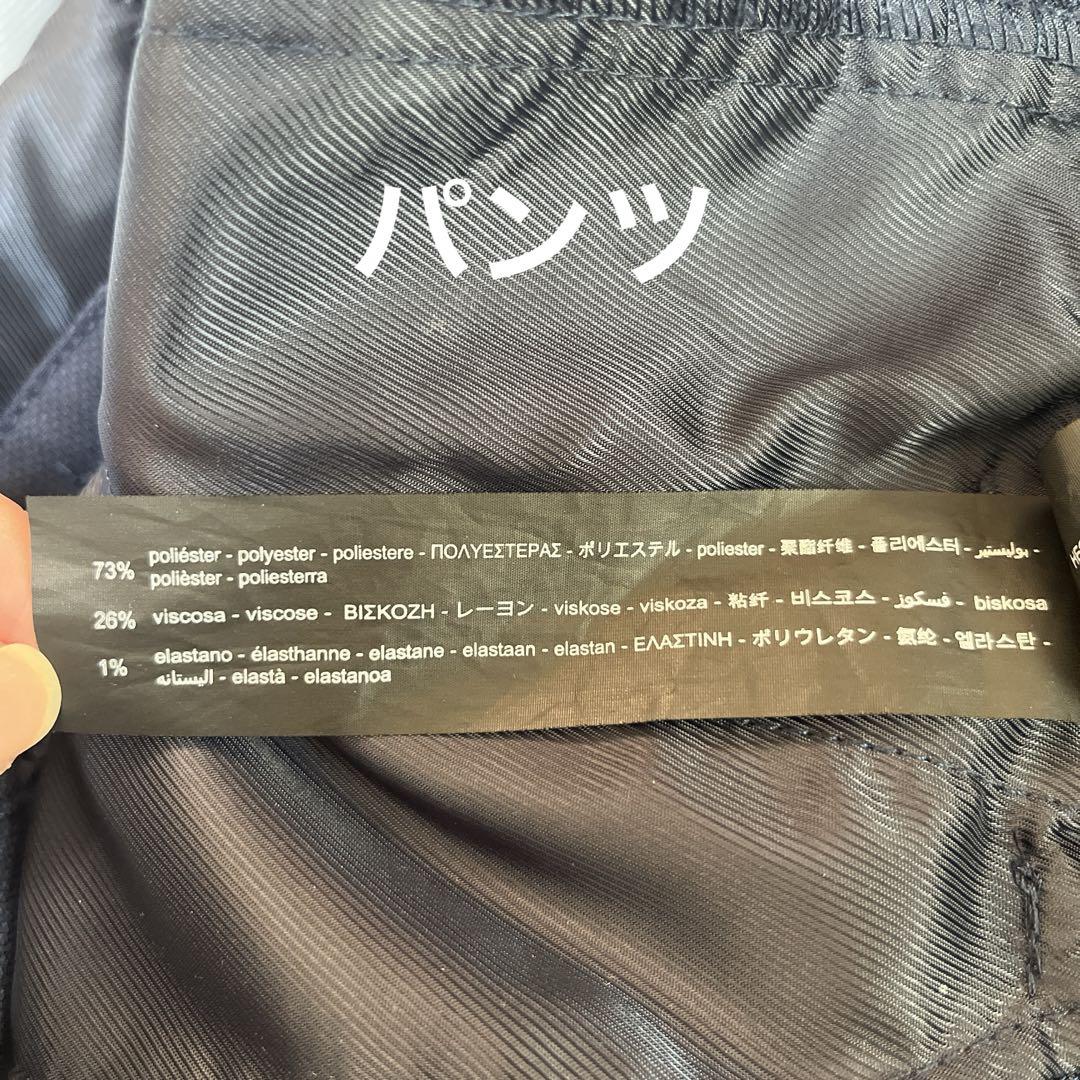 パンツ
73% poliéster - polyester - poliestere - ΠΟΛΥΕΣΤΕΡΑΣ - ポリエステル - poliester - 聚酯纤维 - 폴리에스터 - بوليستير -
polièster - poliesterra
26% viscosa - viscose - ΒΙΣΚΟΖΗ - レーヨン - viskose - viskoza - 粘纤 - 비스코스 - فسكوز - biskosa
1% elastano - élasthanne - elastane - elastaan - elastan - ΕΛΑΣΤΙΝΗ - ポリウレタン - 氨纶 - 엘라스탄 -
اليستانه - elastà - elastanoa